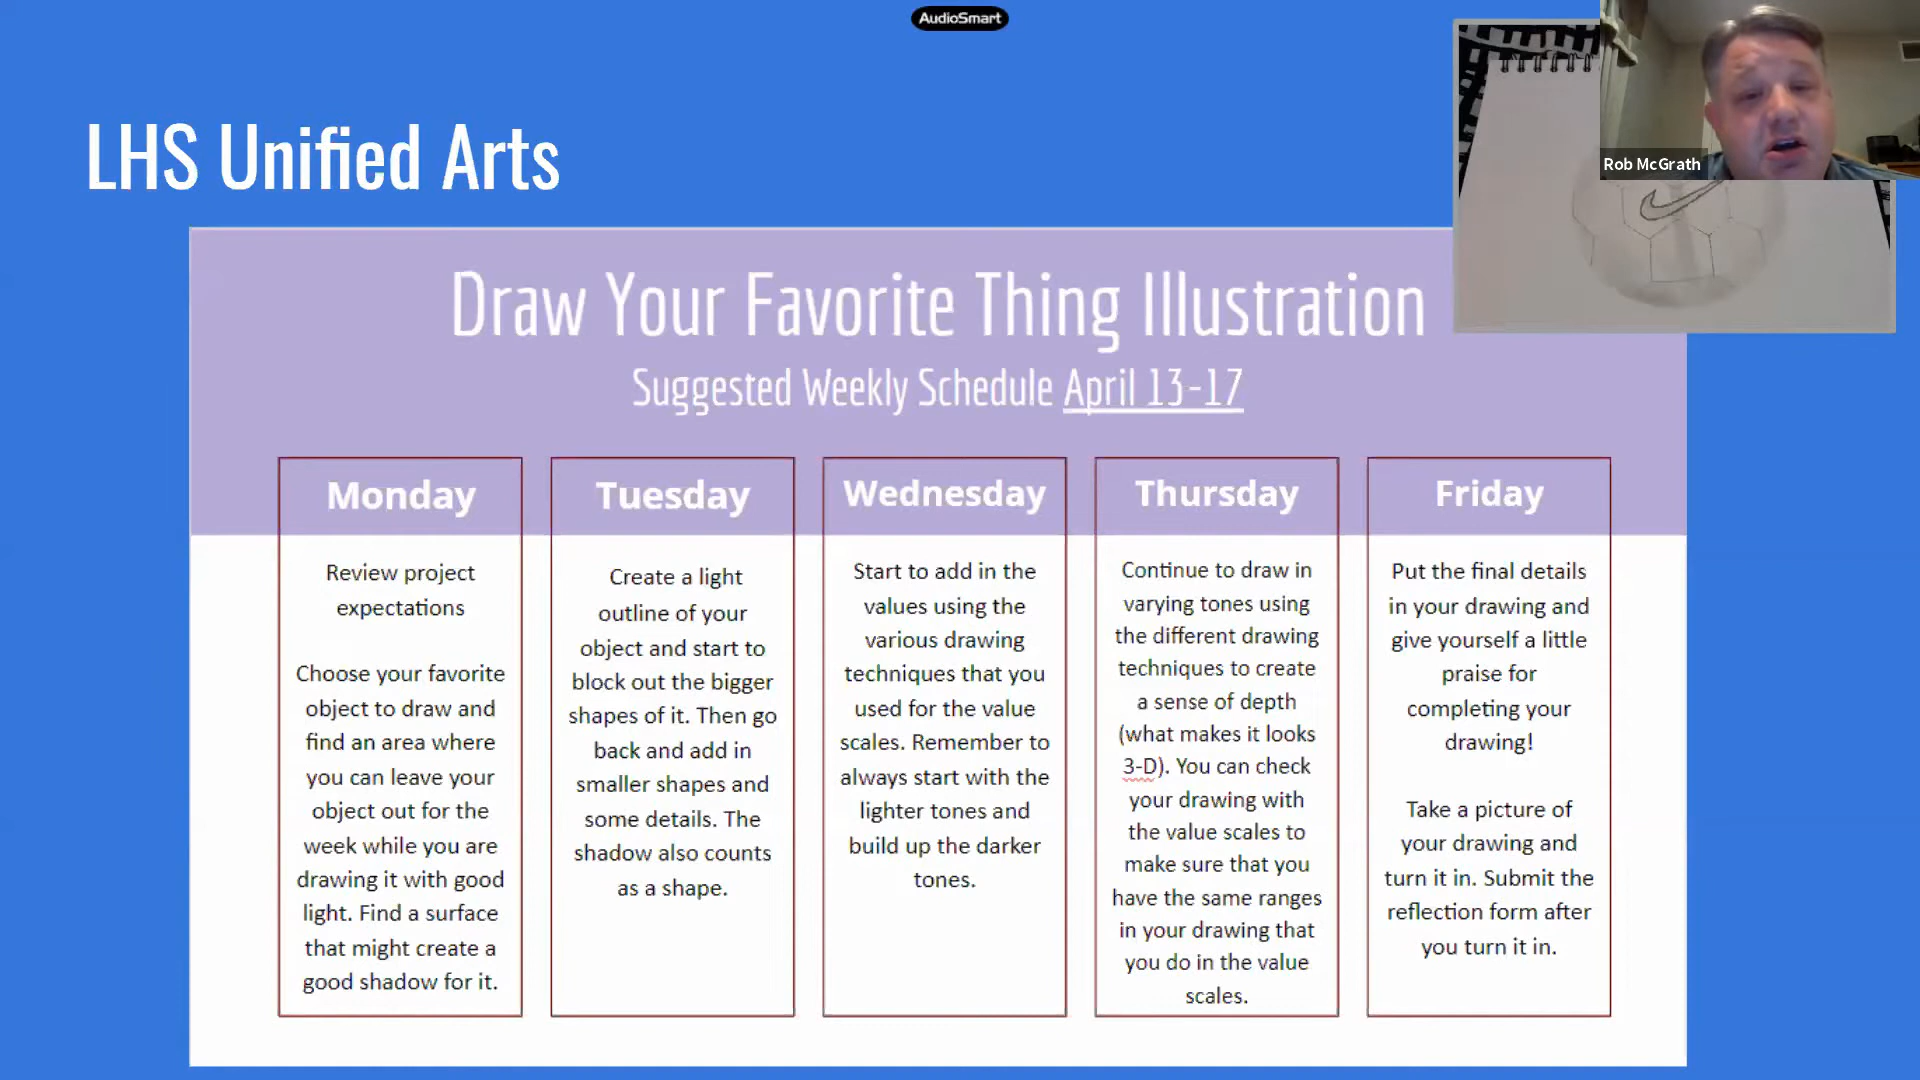 AudioSmart
LHS Unified Arts
Rob McGrath
Draw Your Favorite Thing Illustration
Suggested Weekly Schedule April 13-17
Monday
Review project
expectations
Choose your favorite
object to draw and
find an area where
you can leave your
object out for the
week while you are
drawing it with good
light. Find a surface
that might create a
good shadow for it.
Tuesday
Create a light
outline of your
object and start to
block out the bigger
shapes of it. Then go
back and add in
smaller shapes and
some details. The
shadow also counts
as a shape.
Wednesday
Start to add in the
values using the
various drawing
techniques that you
used for the value
scales. Remember to
always start with the
lighter tones and
build up the darker
tones.
Thursday
Continue to draw in
varying tones using
the different drawing
techniques to create
a sense of depth
(what makes it looks
3-D). You can check
your drawing with
the value scales to
make sure that you
have the same ranges
in your drawing that
you do in the value
scales.
Friday
Put the final details
in your drawing and
give yourself a little
praise for
completing your
drawing!
Take a picture of
your drawing and
turn it in. Submit the
reflection form after
you turn it in.